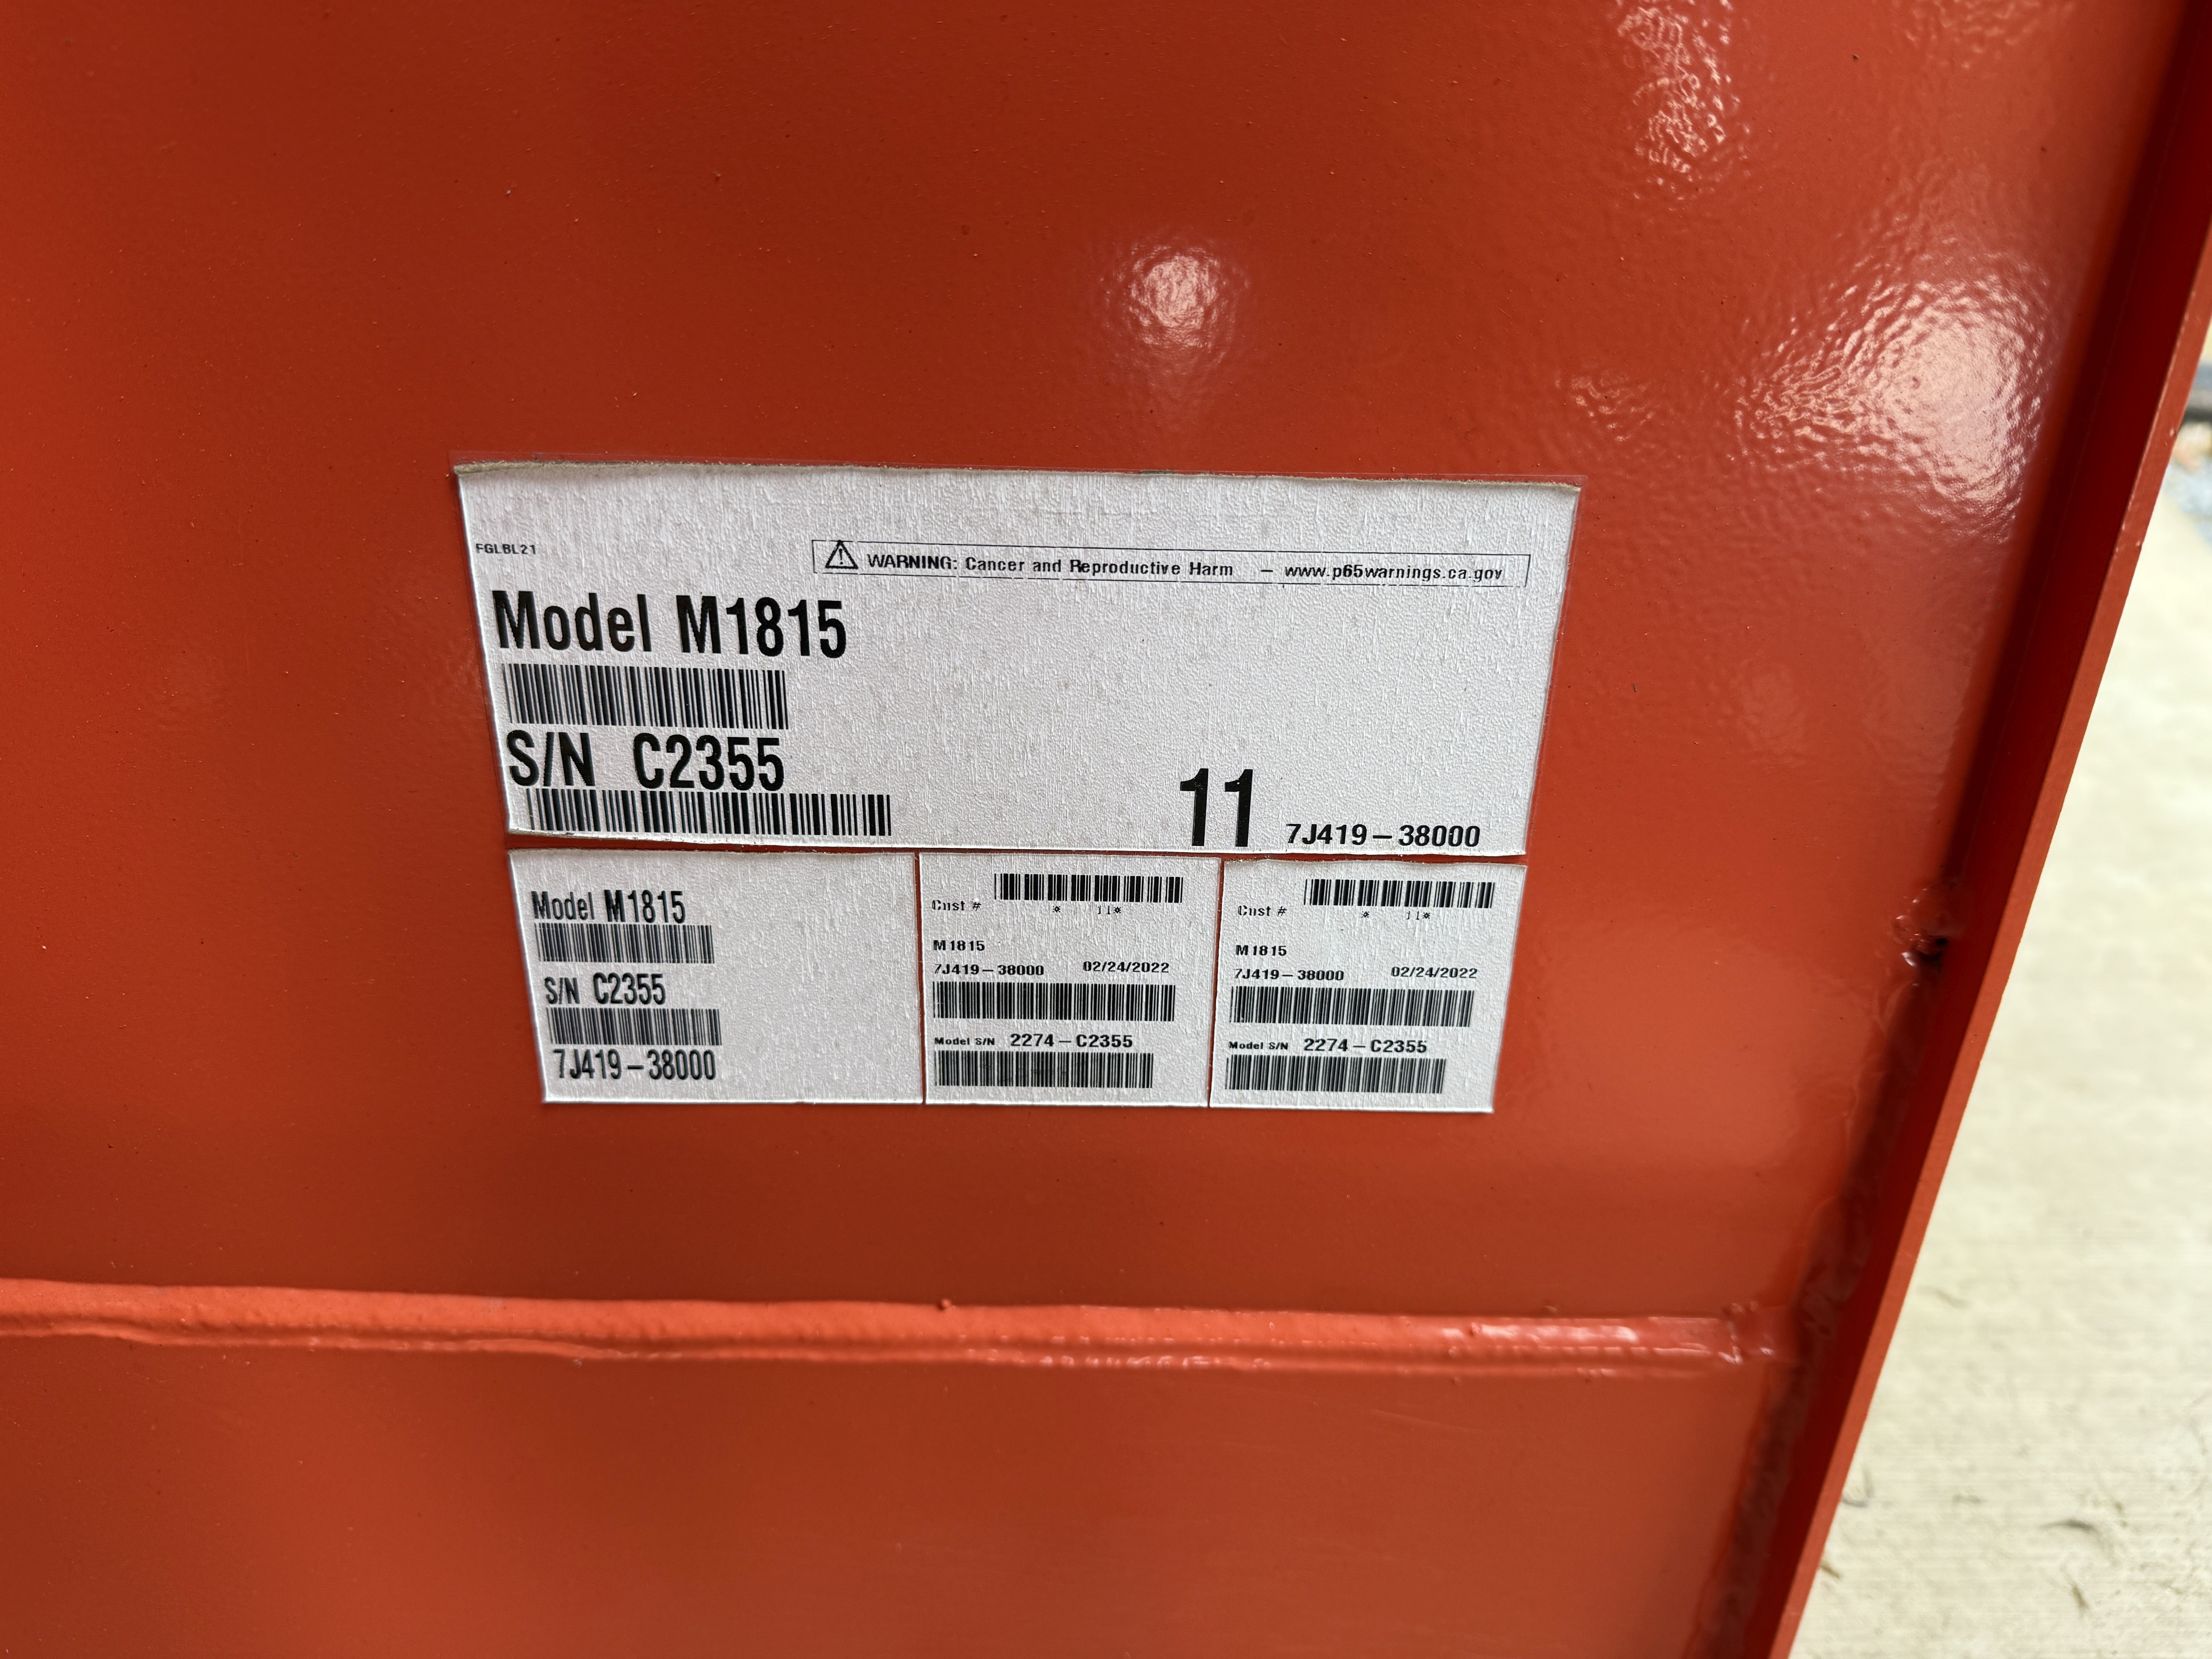 FGLBL21
WARNING: Cancer and Reproductive Harm – www.p65warnings.ca.gov
Model M1815
S/N C2355
11 7J419-38000
Model M1815
S/N C2355
7J419-38000
Cust #
* 11*
M1815
7J419-38000 02/24/2022
Model S/N 2274-C2355
Cust #
* 11*
M1815
7J419-38000 02/24/2022
Model S/N 2274-C2355